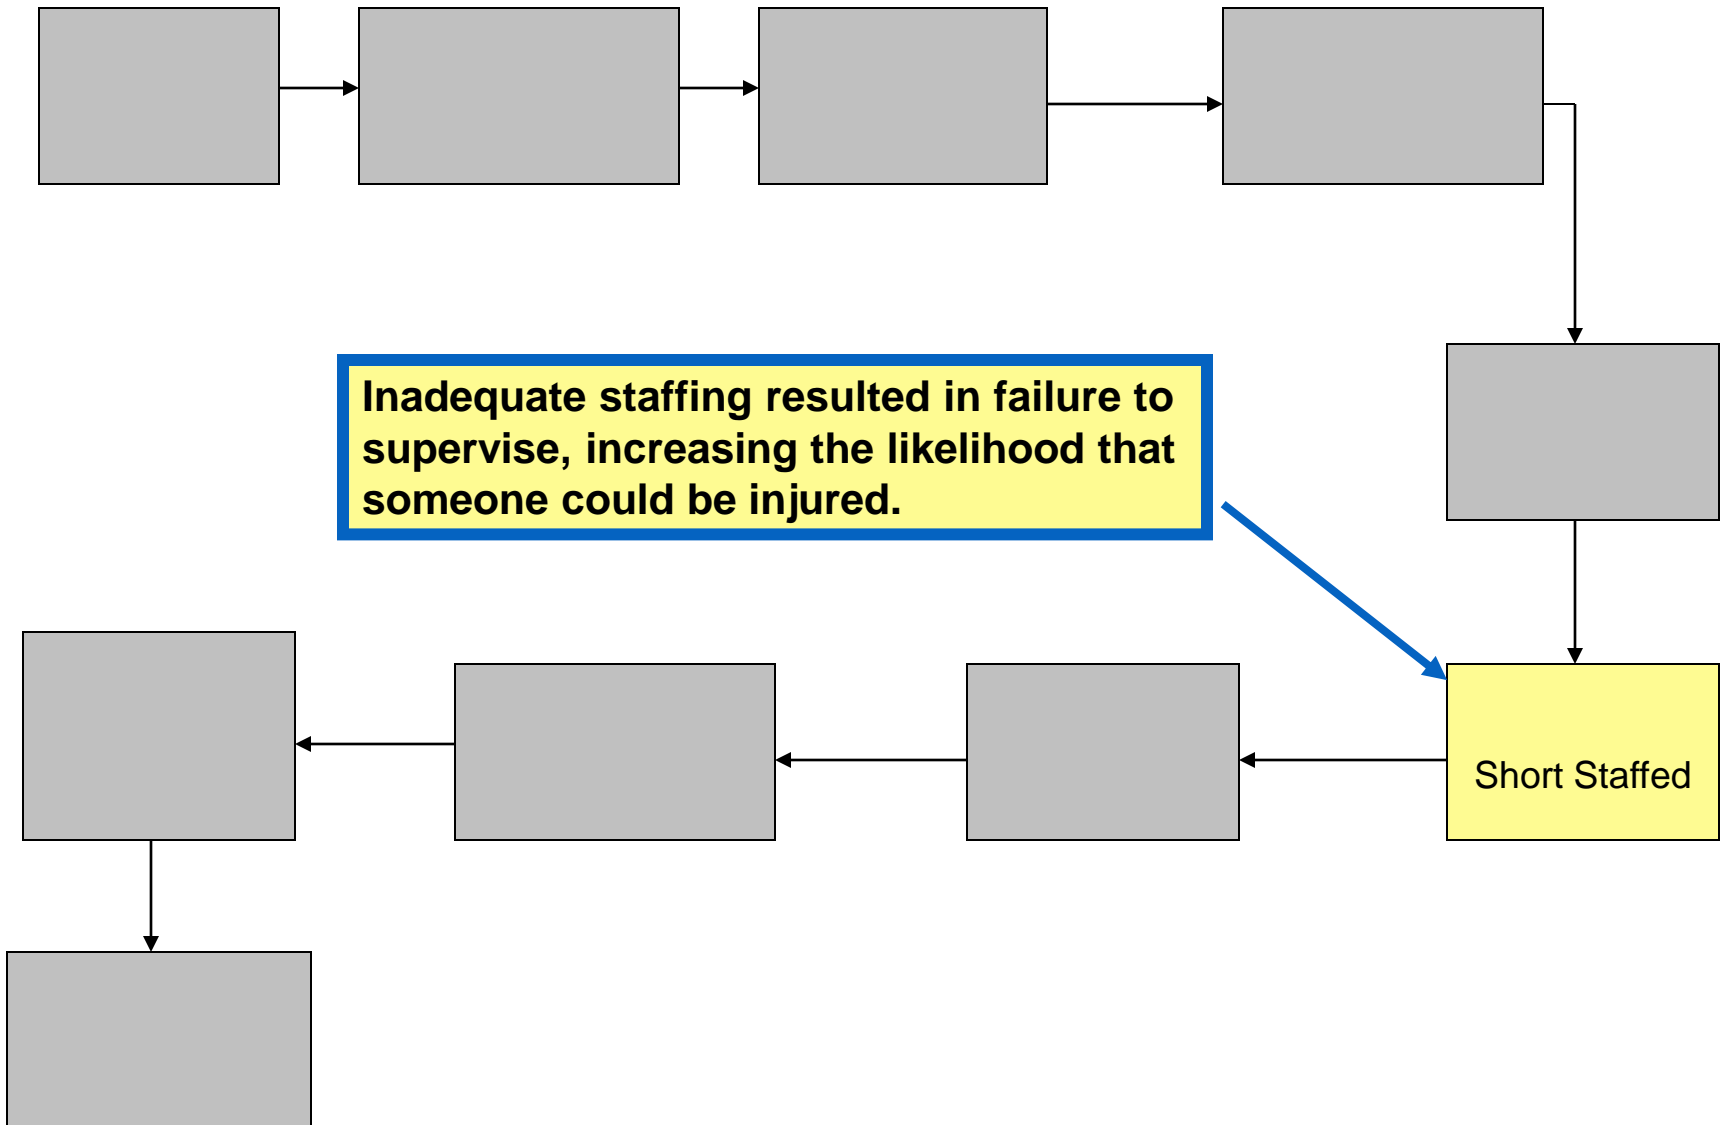 Inadequate staffing resulted in failure to
supervise, increasing the likelihood that
someone could be injured.
Short Staffed